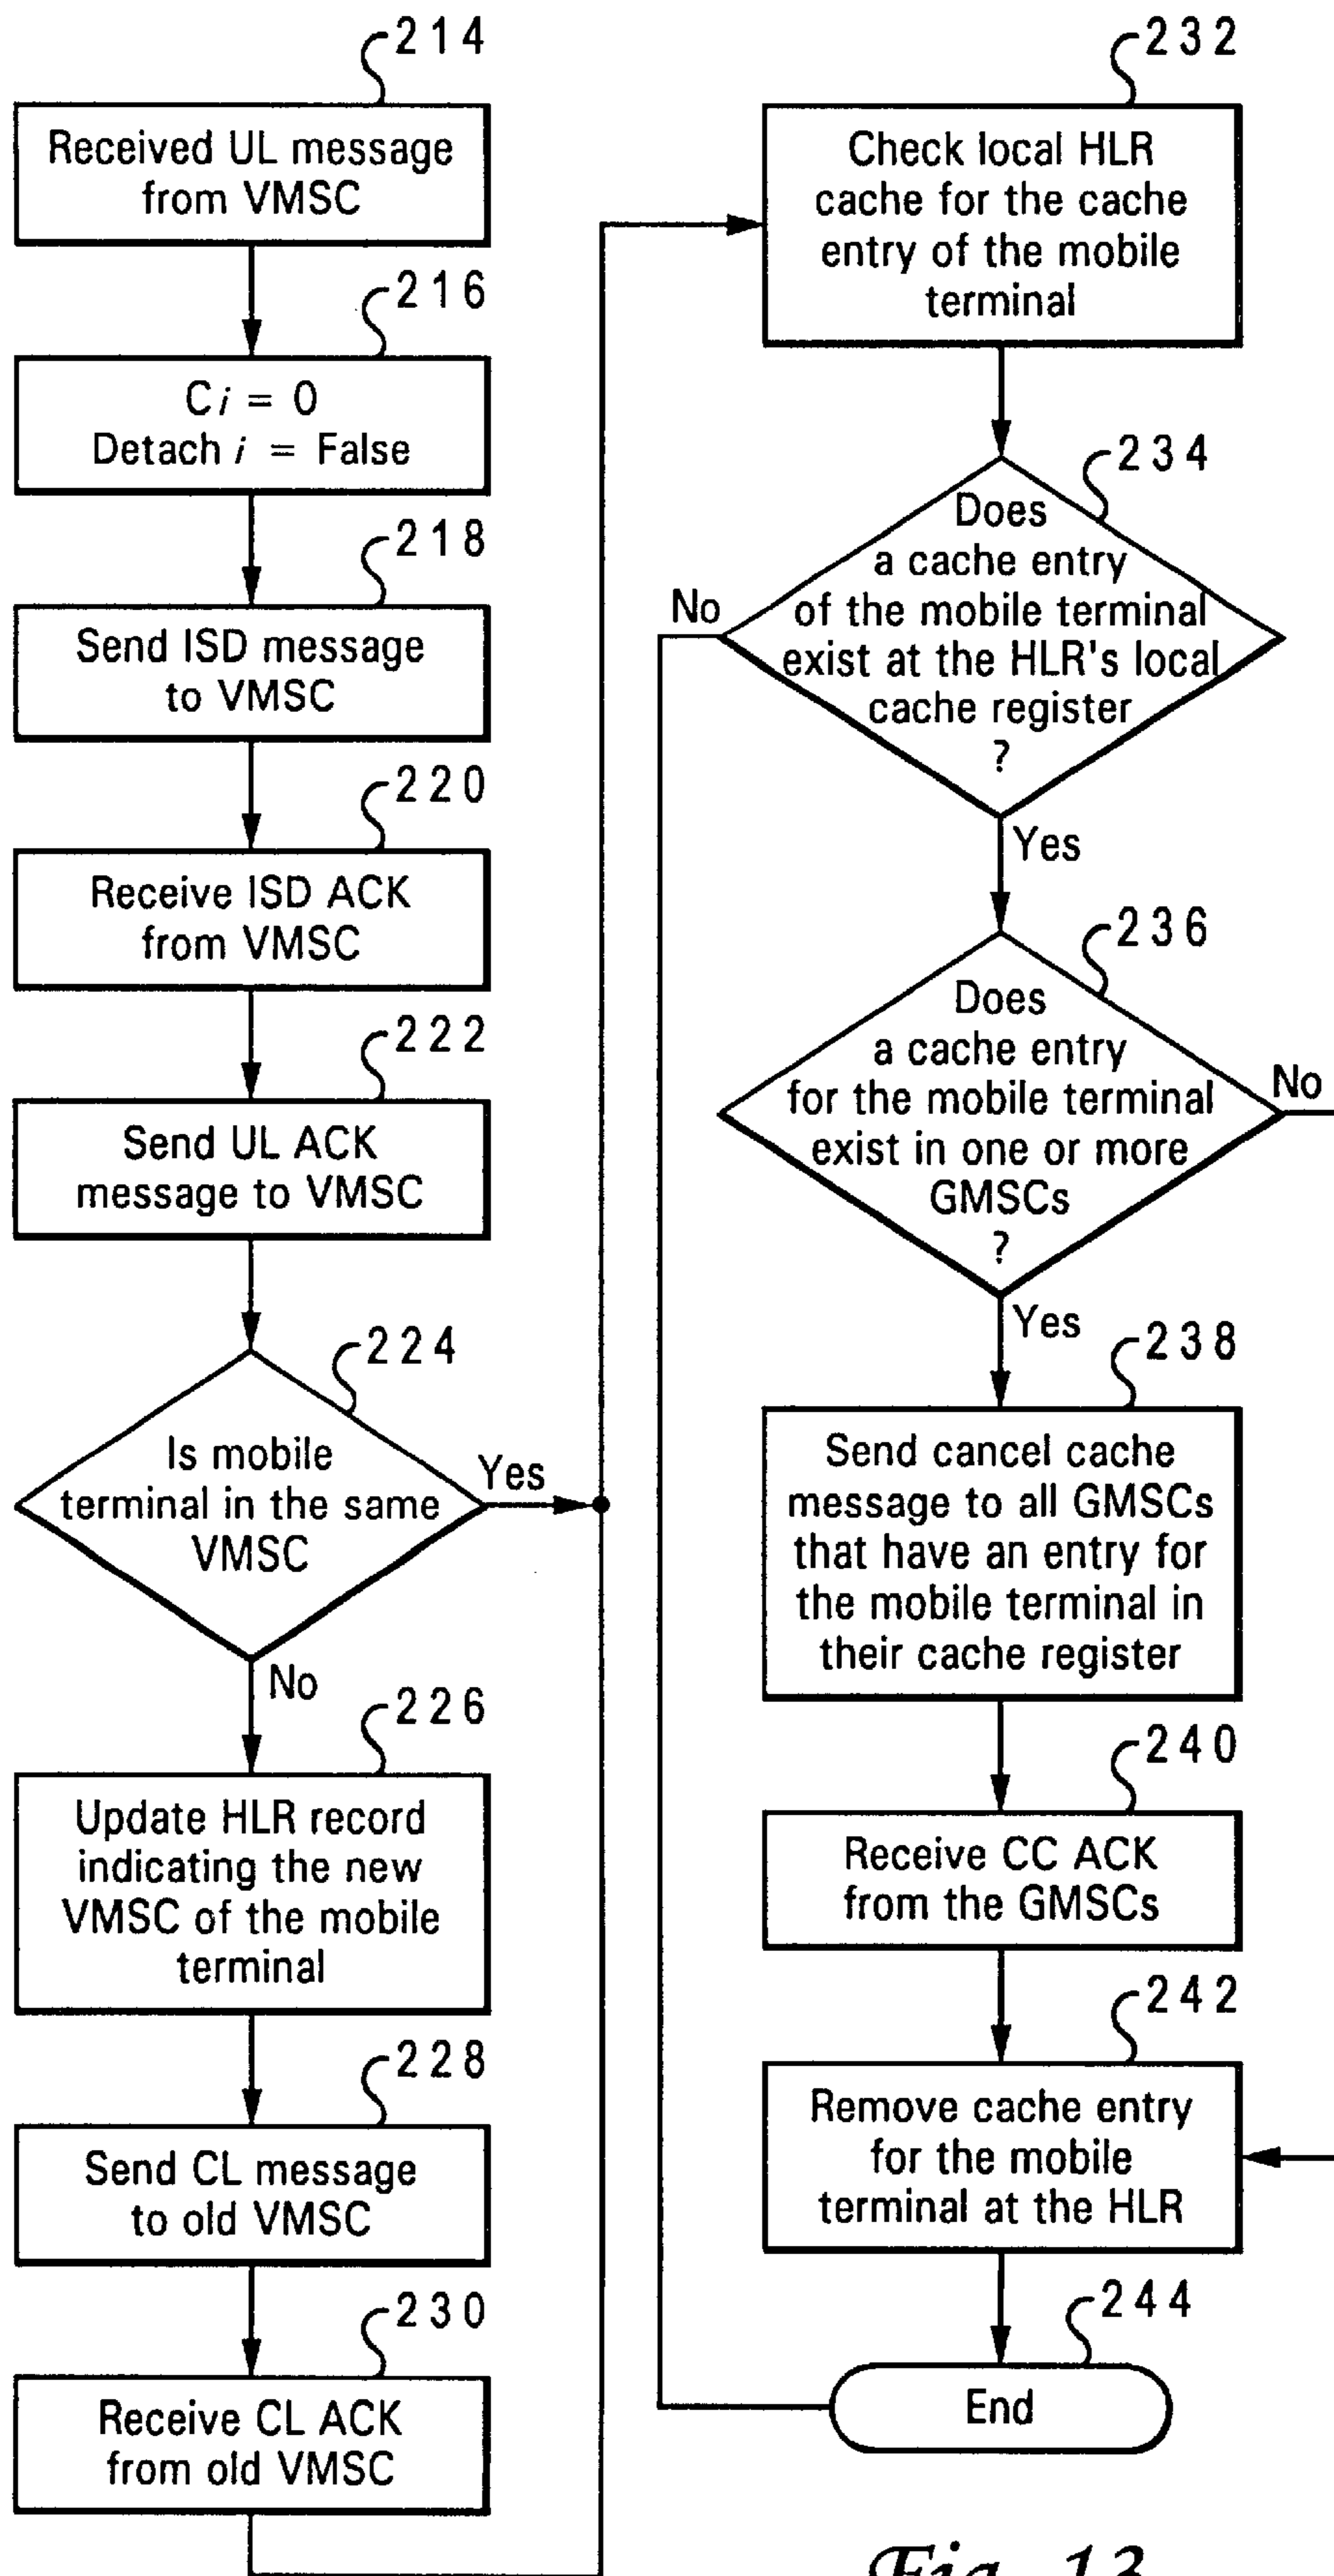 214
Received UL message
from VMSC
216
Ci = 0
Detach i = False
218
Send ISD message
to VMSC
220
Receive ISD ACK
from VMSC
222
Send UL ACK
message to VMSC
224
Is mobile
terminal in the same
VMSC
Yes
No
226
Update HLR record
indicating the new
VMSC of the mobile
terminal
228
Send CL message
to old VMSC
230
Receive CL ACK
from old VMSC
232
Check local HLR
cache for the cache
entry of the mobile
terminal
234
Does
a cache entry
of the mobile terminal
exist at the HLR's local
cache register
?
No
Yes
236
Does
a cache entry
for the mobile terminal
exist in one or more
GMSCs
?
No
Yes
238
Send cancel cache
message to all GMSCs
that have an entry for
the mobile terminal in
their cache register
240
Receive CC ACK
from the GMSCs
242
Remove cache entry
for the mobile
terminal at the HLR
244
End
Fig. 13